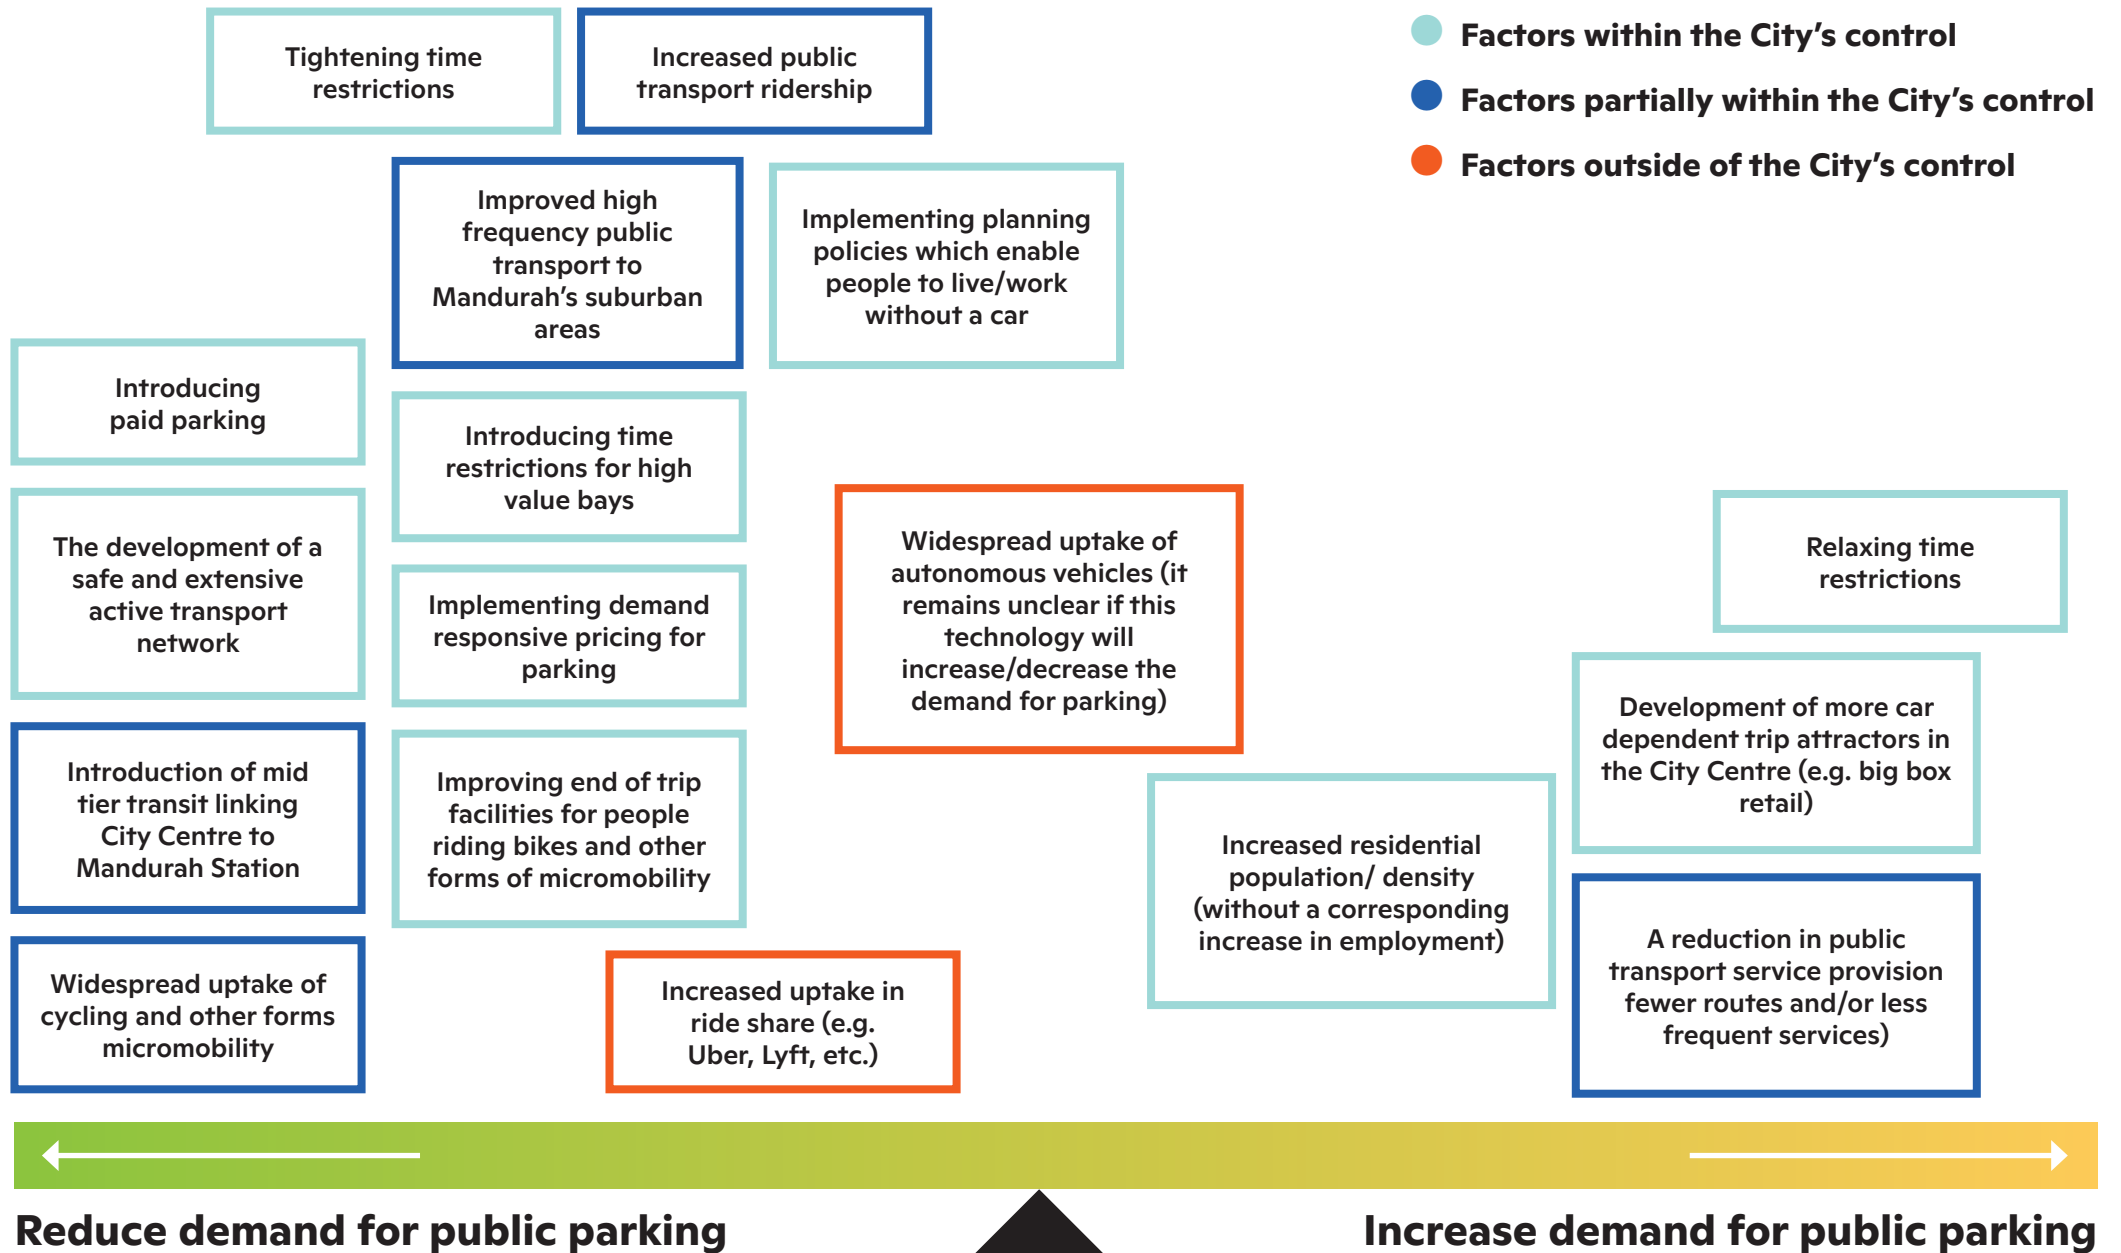 Tightening time
restrictions
Increased public
transport ridership
Factors within the City's control
Factors partially within the City's control
Factors outside of the City's control
Improved high
frequency public
transport to
Mandurah's suburban
areas
Implementing planning
policies which enable
people to live/work
without a car
Introducing
paid parking
Introducing time
restrictions for high
value bays
The development of a
safe and extensive
active transport
network
Implementing demand
responsive pricing for
parking
Widespread uptake of
autonomous vehicles (it
remains unclear if this
technology will
increase/decrease the
demand for parking)
Relaxing time
restrictions
Development of more car
dependent trip attractors in
the City Centre (e.g. big box
retail)
Introduction of mid
tier transit linking
City Centre to
Mandurah Station
Improving end of trip
facilities for people
riding bikes and other
forms of micromobility
Increased residential
population/ density
(without a corresponding
increase in employment)
A reduction in public
transport service provision
fewer routes and/or less
frequent services)
Widespread uptake of
cycling and other forms
micromobility
Increased uptake in
ride share (e.g.
Uber, Lyft, etc.)
Reduce demand for public parking
Increase demand for public parking